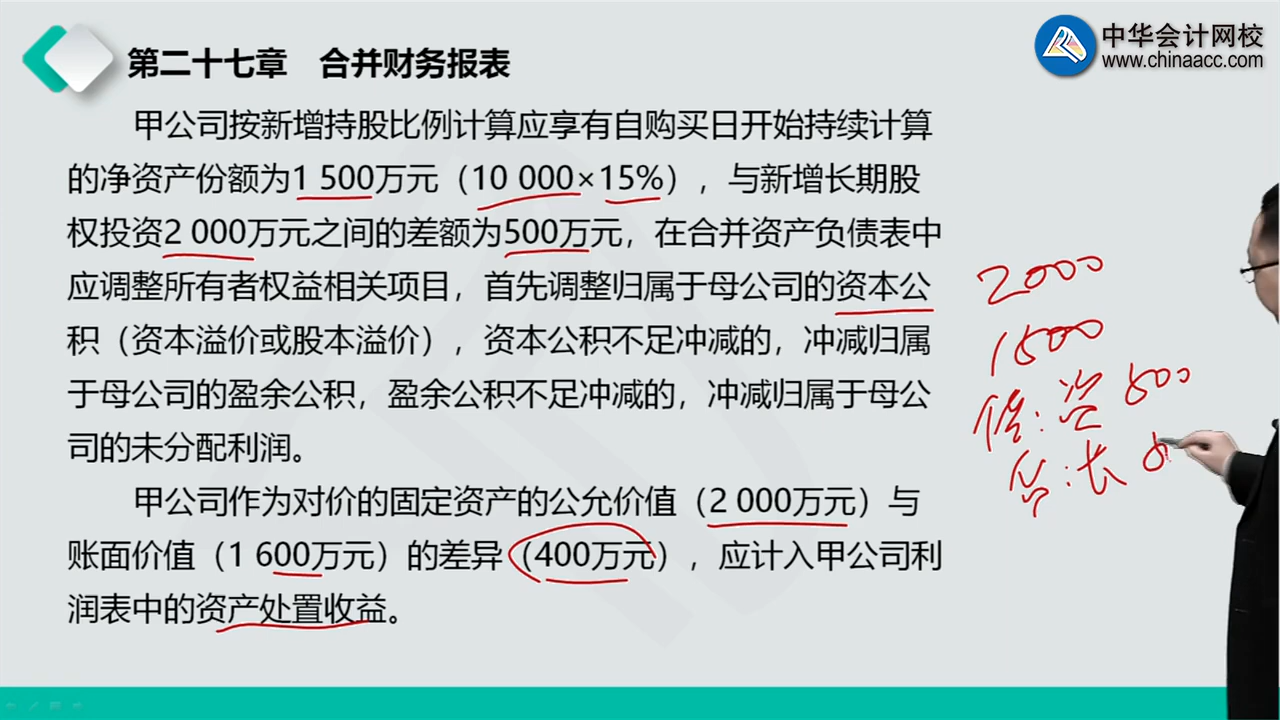 中华会计网校
www.chinaacc.com
第二十七章 合并财务报表
甲公司按新增持股比例计算应享有自购买日开始持续计算
的净资产份额为1 500万元（10 000×15%），与新增长期股
权投资2 000万元之间的差额为500万元，在合并资产负债表中
应调整所有者权益相关项目，首先调整归属于母公司的资本公
积（资本溢价或股本溢价），资本公积不足冲减的，冲减归属
于母公司的盈余公积，盈余公积不足冲减的，冲减归属于母公
司的未分配利润。
甲公司作为对价的固定资产的公允价值（2 000万元）与
账面价值（1 600万元）的差异（400万元），应计入甲公司利
润表中的资产处置收益。
2000
1500
借：资 500
贷：长